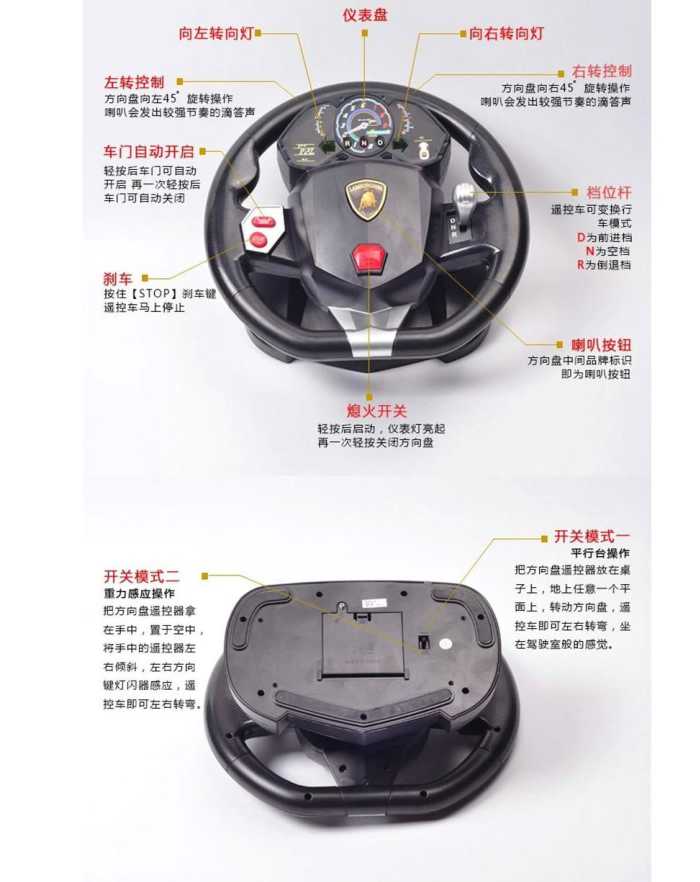 仪表盘
向左转向灯
向右转向灯
左转控制
方向盘向左45° 旋转操作
喇叭会发出较强节奏的滴答声
右转控制
方向盘向右45° 旋转操作
喇叭会发出较强节奏的滴答声
车门自动开启
轻按后车门可自动
开启 再一次轻按后
车门可自动关闭
R N D
LAMBORGHINI
D
N
R
档位杆
遥控车可变换行
车模式
D为前进档
N为空档
R为倒退档
刹车
按住【STOP】刹车键
遥控车马上停止
喇叭按钮
方向盘中间品牌标识
即为喇叭按钮
熄火开关
轻按后启动,仪表灯亮起
再一次轻按关闭方向盘
开关模式一
平行台操作
把方向盘遥控器放在桌
子上,地上任意一个平
面上,转动方向盘,遥
控车即可左右转弯,坐
在驾驶室般的感觉。
开关模式二
重力感应操作
把方向盘遥控器拿
在手中,置于空中,
将手中的遥控器左
右倾斜,左右方向
键灯闪器感应,遥
控车即可左右转弯。